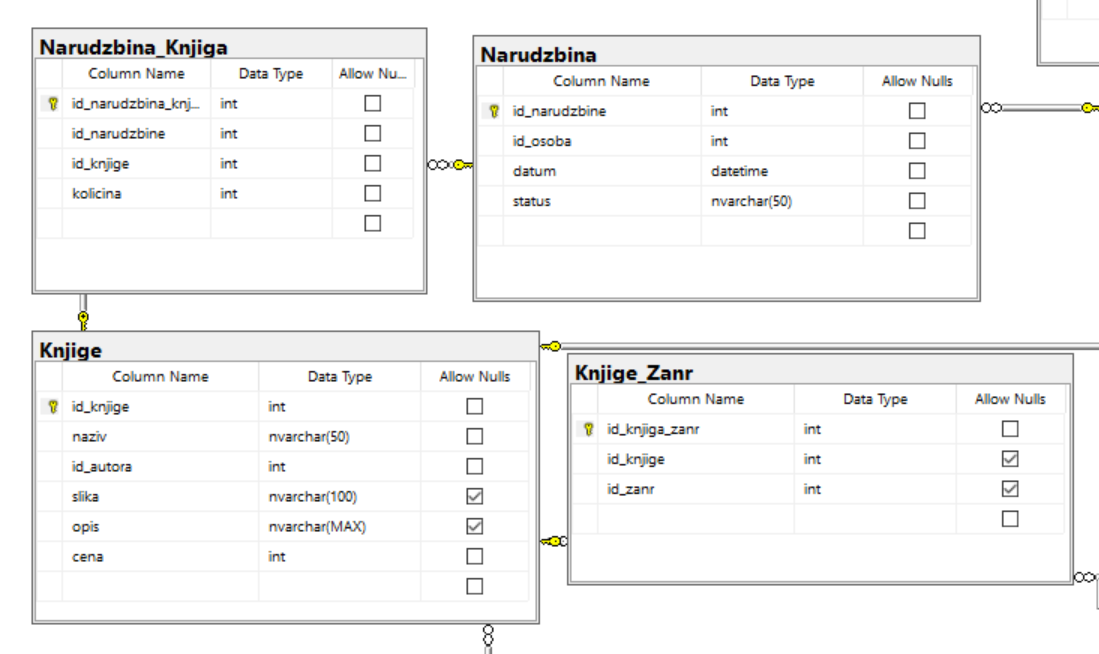 Narudzbina_Knjiga
Column Name Data Type Allow Nu...
id_narudzbina_knj... int
id_narudzbine int
id_knjige int
kolicina int
Narudzbina
Column Name Data Type Allow Nulls
id_narudzbine int
id_osoba int
datum datetime
status nvarchar(50)
Knjige
Column Name Data Type Allow Nulls
id_knjige int
naziv nvarchar(50)
id_autora int
slika nvarchar(100)
opis nvarchar(MAX)
cena int
Knjige_Zanr
Column Name Data Type Allow Nulls
id_knjiga_zanr int
id_knjige int
id_zanr int